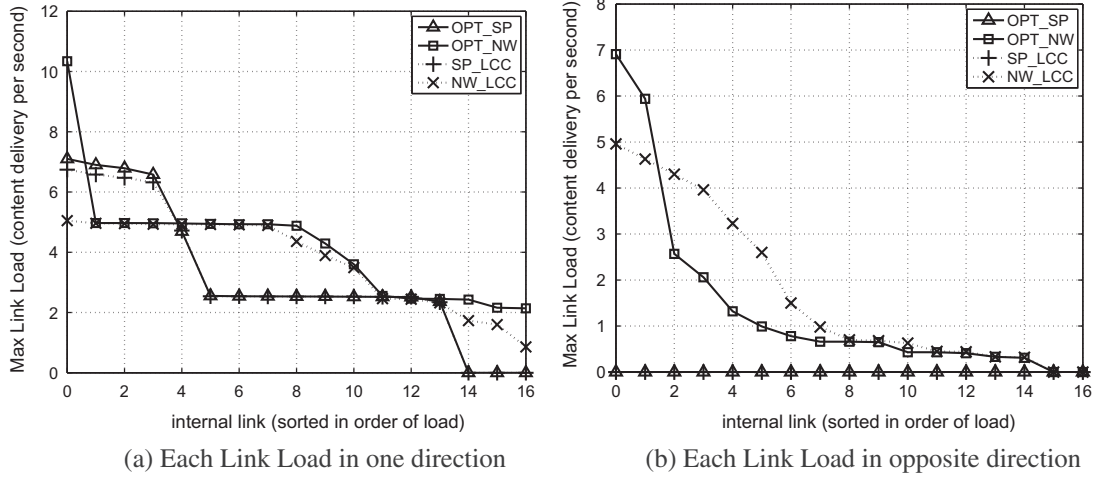 12
10
8
6
4
2
0
0 2 4 6 8 10 12 14 16
Max Link Load (content delivery per second)
internal link (sorted in order of load)
OPT_SP
OPT_NW
SP_LCC
NW_LCC
(a) Each Link Load in one direction
8
7
6
5
4
3
2
1
0
0 2 4 6 8 10 12 14 16
Max Link Load (content delivery per second)
internal link (sorted in order of load)
OPT_SP
OPT_NW
SP_LCC
NW_LCC
(b) Each Link Load in opposite direction